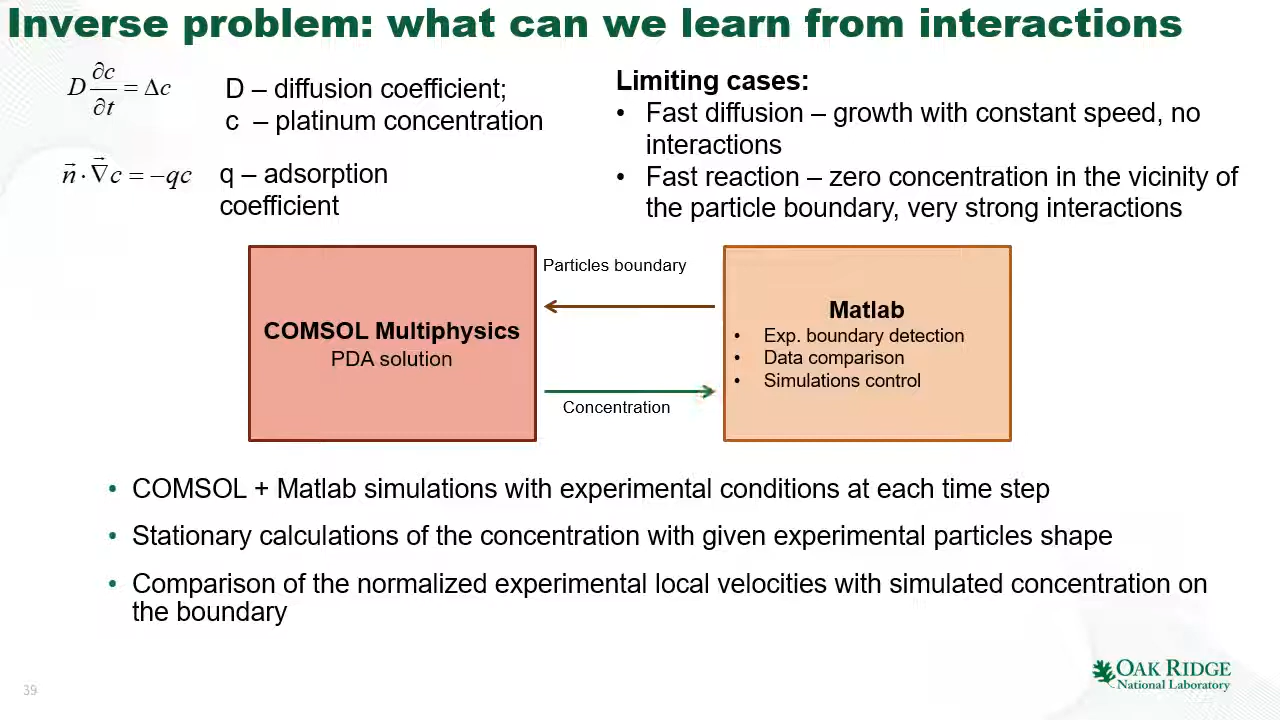 Inverse problem: what can we learn from interactions
D ∂c/∂t = Δc
D – diffusion coefficient;
c – platinum concentration
n⃗ · ∇⃗c = −qc
q – adsorption
coefficient
Limiting cases:
• Fast diffusion – growth with constant speed, no
interactions
• Fast reaction – zero concentration in the vicinity of
the particle boundary, very strong interactions
COMSOL Multiphysics
PDA solution
Particles boundary
Concentration
Matlab
• Exp. boundary detection
• Data comparison
• Simulations control
• COMSOL + Matlab simulations with experimental conditions at each time step
• Stationary calculations of the concentration with given experimental particles shape
• Comparison of the normalized experimental local velocities with simulated concentration on
the boundary
39
OAK RIDGE
National Laboratory